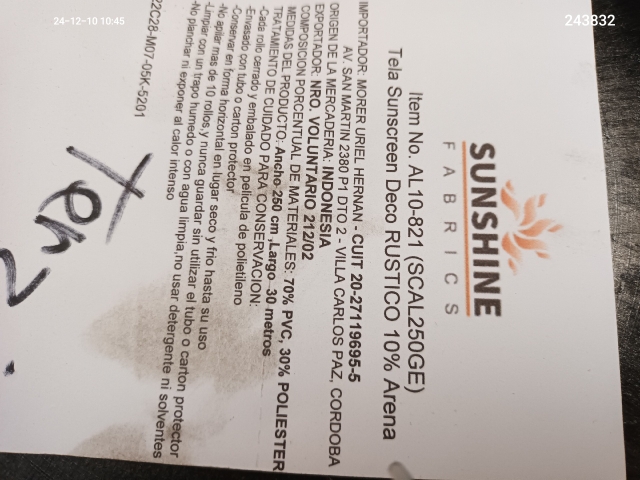 24-12-10 10:45
243832
SUNSHINE
FABRICS
Item No. AL10-821 (SCAL250GE)
Tela Sunscreen Deco RUSTICO 10% Arena
IMPORTADOR: MORER URIEL HERNAN - CUIT 20-27119695-5
AV. SAN MARTIN 2380 P1 DTO 2 - VILLA CARLOS PAZ, CORDOBA
ORIGEN DE LA MERCADERIA: INDONESIA
EXPORTADOR: NRO. VOLUNTARIO 212/02
COMPOSICION PORCENTUAL DE MATERIALES: 70% PVC, 30% POLIESTER
MEDIDAS DEL PRODUCTO: Ancho 250 cm ,Largo 30 metros
TRATAMIENTO DE CUIDADO PARA CONSERVACION:
-Cada rollo cerrado y embalado en pelicula de polietileno
-Envasado con tubo o carton protector
-Conservar en forma horizontal en lugar seco y frio hasta su uso
-No apilar mas de 10 rollos,y nunca guardar sin utilizar el tubo o carton protector
-Limpiar con un trapo humedo o con agua limpia,no usar detergente ni solventes
-No planchar ni exponer al calor intenso
2C28-M07-05K-5201